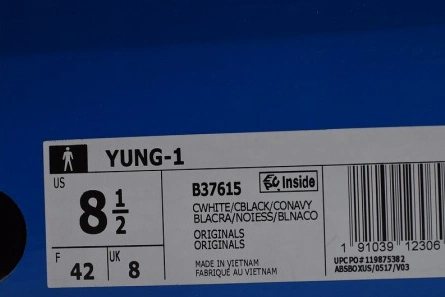 YUNG-1
US
8 1/2
F
42
UK
8
B37615
Inside
CWHITE/CBLACK/CONAVY
BLACRA/NOIESS/BLNACO
ORIGINALS
ORIGINALS
MADE IN VIETNAM
FABRIQUÉ AU VIETNAM
1 91039 12306
UPC PO# 119875382
ABSBOXUS/0517/V03